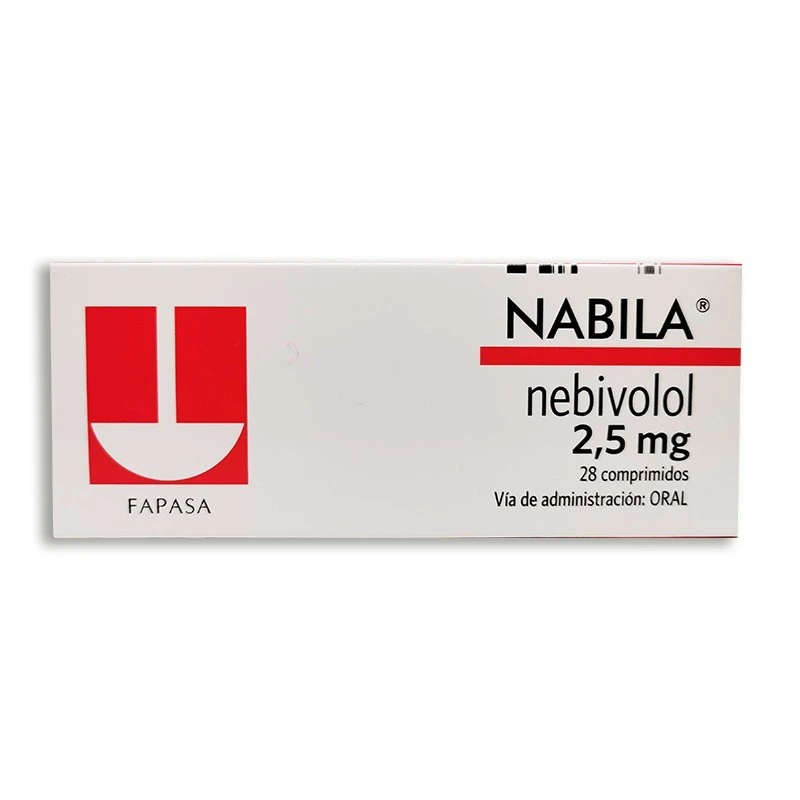 NABILA®
nebivolol
2,5 mg
28 comprimidos
Vía de administración: ORAL
FAPASA